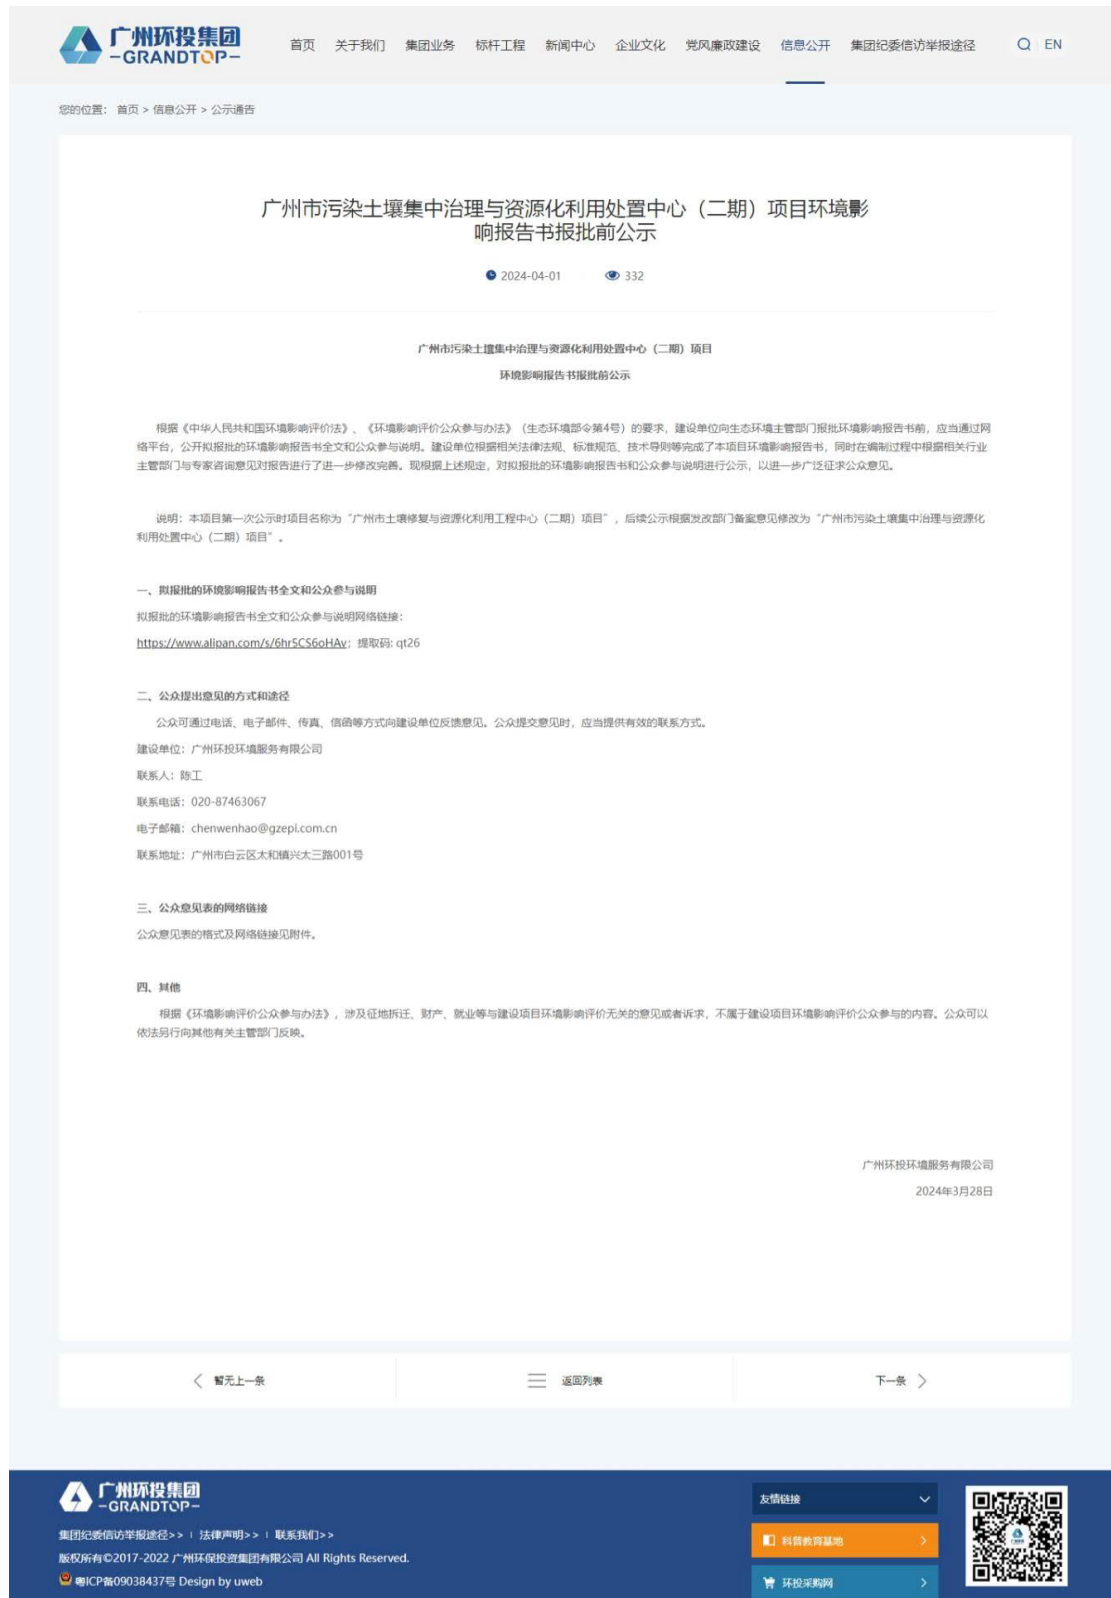 广州环投集团
-GRANDTOP-
首页 关于我们 集团业务 标杆工程 新闻中心 企业文化 党风廉政建设 信息公开 集团纪委信访举报途径 EN
您的位置： 首页 > 信息公开 > 公示通告
广州市污染土壤集中治理与资源化利用处置中心（二期）项目环境影
响报告书报批前公示
2024-04-01 332
广州市污染土壤集中治理与资源化利用处置中心（二期）项目
环境影响报告书报批前公示
根据《中华人民共和国环境影响评价法》、《环境影响评价公众参与办法》（生态环境部令第4号）的要求，建设单位向生态环境主管部门报批环境影响报告书前，应当通过网
络平台，公开拟报批的环境影响报告书全文和公众参与说明。建设单位根据相关法律法规、标准规范、技术导则等完成了本项目环境影响报告书，同时在编制过程中根据相关行业
主管部门与专家咨询意见对报告进行了进一步修改完善。现根据上述规定，对拟报批的环境影响报告书和公众参与说明进行公示，以进一步广泛征求公众意见。
说明：本项目第一次公示时项目名称为“广州市土壤修复与资源化利用工程中心（二期）项目”，后续公示根据发改部门备案意见修改为“广州市污染土壤集中治理与资源化
利用处置中心（二期）项目”。
一、拟报批的环境影响报告书全文和公众参与说明
拟报批的环境影响报告书全文和公众参与说明网络链接：
https://www.alipan.com/s/6hr5CS6oHAv；提取码: qt26
二、公众提出意见的方式和途径
公众可通过电话、电子邮件、传真、信函等方式向建设单位反馈意见。公众提交意见时，应当提供有效的联系方式。
建设单位：广州环投环境服务有限公司
联系人：陈工
联系电话：020-87463067
电子邮箱：chenwenhao@gzepi.com.cn
联系地址：广州市白云区太和镇兴太三路001号
三、公众意见表的网络链接
公众意见表的格式及网络链接见附件。
四、其他
根据《环境影响评价公众参与办法》，涉及征地拆迁、财产、就业等与建设项目环境影响评价无关的意见或者诉求，不属于建设项目环境影响评价公众参与的内容。公众可以
依法另行向其他有关主管部门反映。
广州环投环境服务有限公司
2024年3月28日
暂无上一条 返回列表 下一条
广州环投集团
-GRANDTOP-
友情链接
集团纪委信访举报途径>> | 法律声明>> | 联系我们>>
科普教育基地
版权所有©2017-2022 广州环保投资集团有限公司 All Rights Reserved.
粤ICP备09038437号 Design by uweb
环投采购网